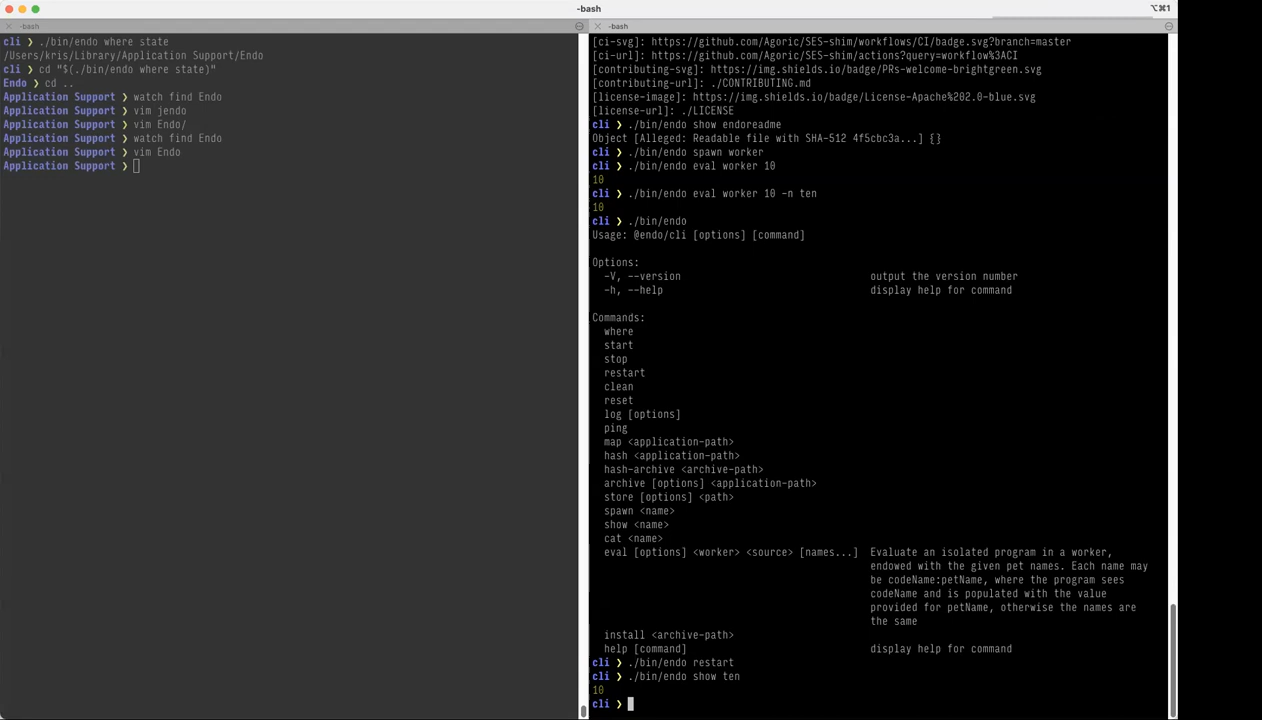 -bash
⌥⌘1
-bash
cli ❯ ./bin/endo where state
/Users/kris/Library/Application Support/Endo
cli ❯ cd "$(./bin/endo where state)"
Endo ❯ cd ..
Application Support ❯ watch find Endo
Application Support ❯ vim jendo
Application Support ❯ vim Endo/
Application Support ❯ watch find Endo
Application Support ❯ vim Endo
Application Support ❯
-bash
[ci-svg]: https://github.com/Agoric/SES-shim/workflows/CI/badge.svg?branch=master
[ci-url]: https://github.com/Agoric/SES-shim/actions?query=workflow%3ACI
[contributing-svg]: https://img.shields.io/badge/PRs-welcome-brightgreen.svg
[contributing-url]: ./CONTRIBUTING.md
[license-image]: https://img.shields.io/badge/License-Apache%202.0-blue.svg
[license-url]: ./LICENSE
cli ❯ ./bin/endo show endoreadme
Object [Alleged: Readable file with SHA-512 4f5cbc3a...] {}
cli ❯ ./bin/endo spawn worker
cli ❯ ./bin/endo eval worker 10
10
cli ❯ ./bin/endo eval worker 10 -n ten
10
cli ❯ ./bin/endo
Usage: @endo/cli [options] [command]
Options:
-V, --version output the version number
-h, --help display help for command
Commands:
where
start
stop
restart
clean
reset
log [options]
ping
map <application-path>
hash <application-path>
hash-archive <archive-path>
archive [options] <application-path>
store [options] <path>
spawn <name>
show <name>
cat <name>
eval [options] <worker> <source> [names...] Evaluate an isolated program in a worker,
endowed with the given pet names. Each name may
be codeName:petName, where the program sees
codeName and is populated with the value
provided for petName, otherwise the names are
the same
install <archive-path>
help [command] display help for command
cli ❯ ./bin/endo restart
cli ❯ ./bin/endo show ten
10
cli ❯